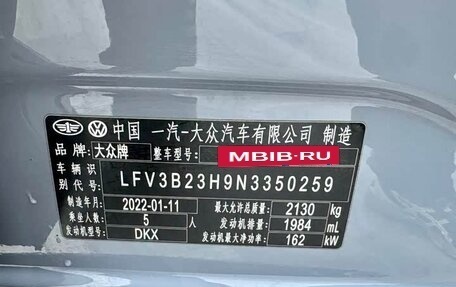 中国 一汽-大众汽车有限公司 制造
品 牌: 大众牌 整车型号 MBIB-RU
车辆识别代号: LFV3B23H9N3350259
制造年月: 2022-01-11 最大允许总质量: 2130 kg
乘坐人数: 5 人 发动机排量: 1984 mL
发动机型号: DKX 发动机最大净功率: 162 kW